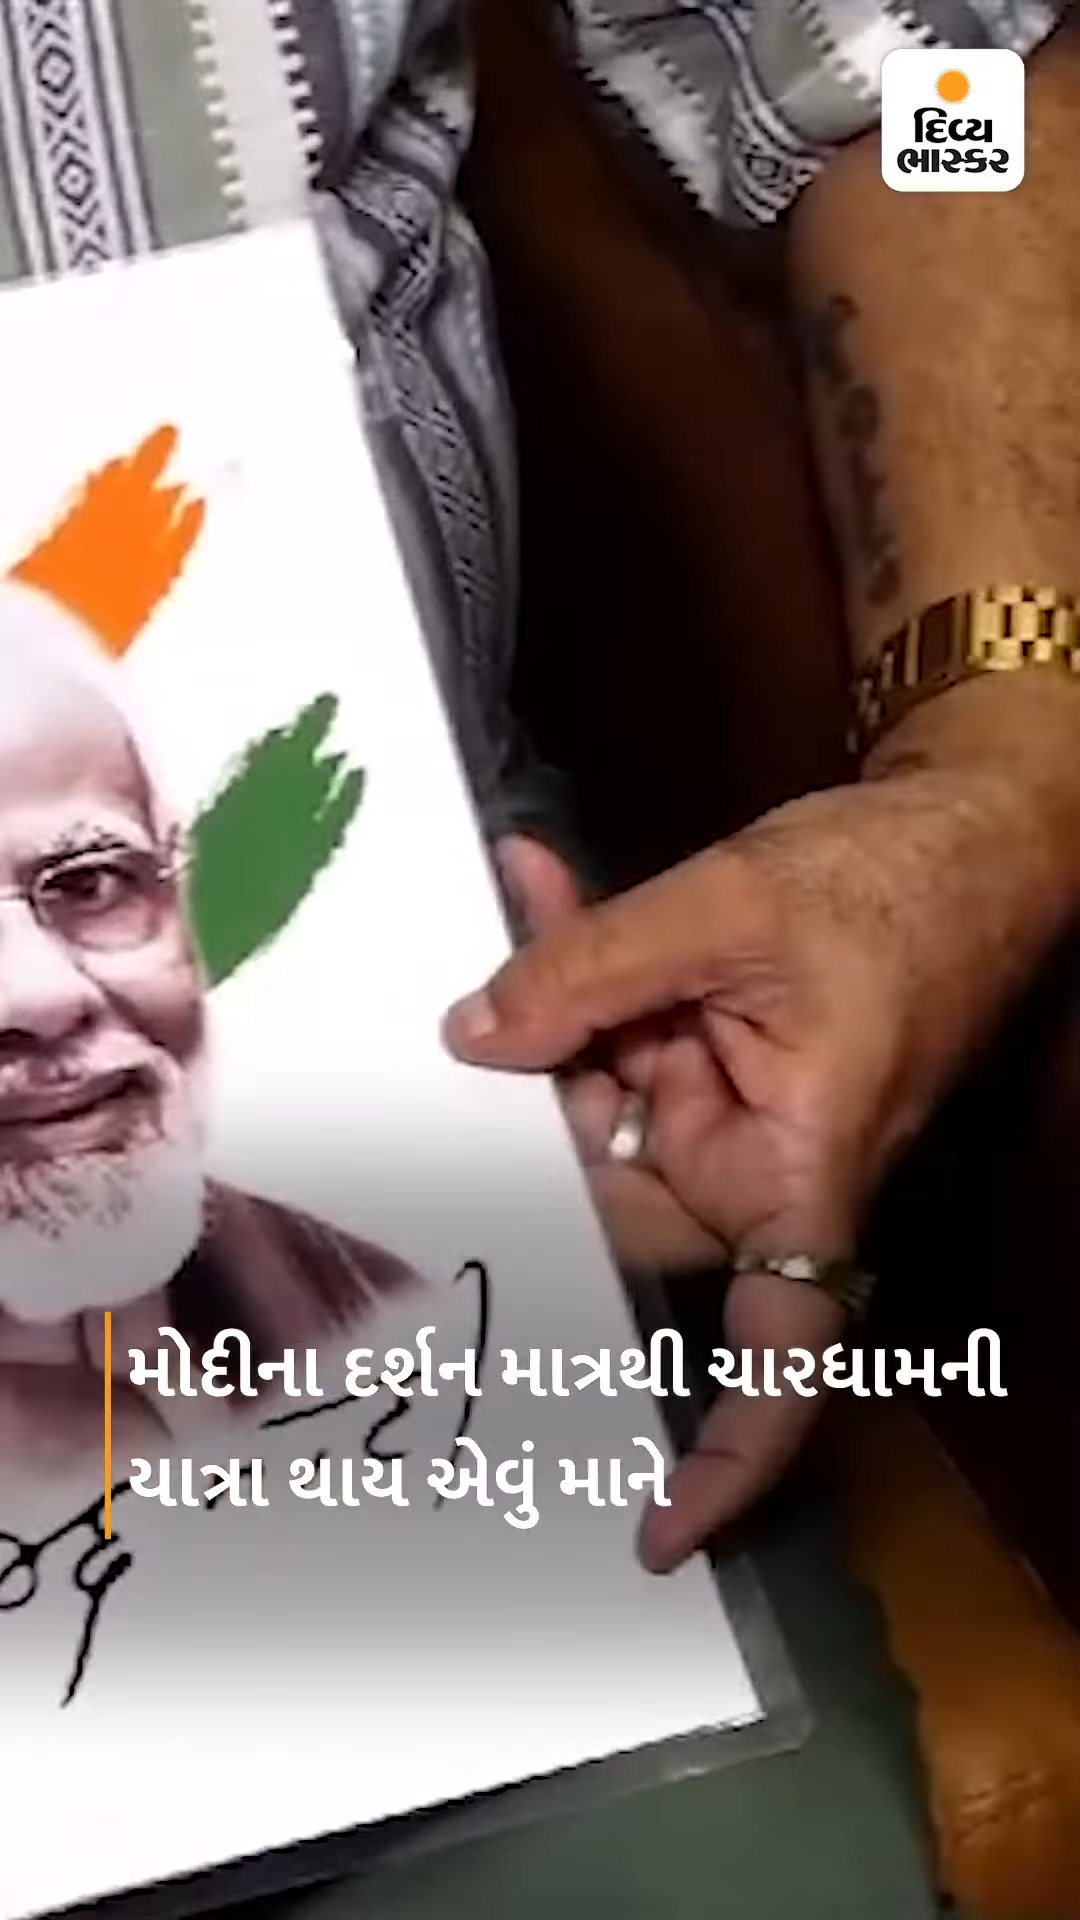 દિવ્ય
ભાસ્કર
મોદીના દર્શન માત્રથી ચારધામની
યાત્રા થાય એવું માને